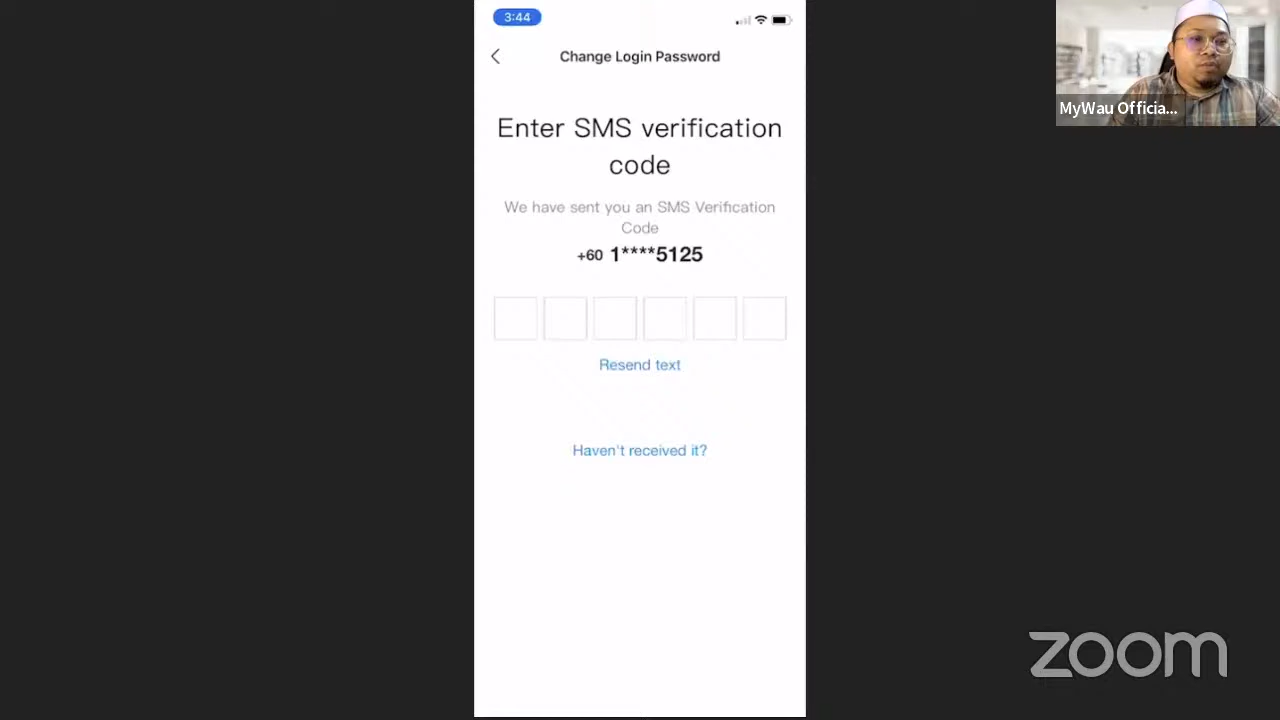 3:44
Change Login Password
Enter SMS verification
code
We have sent you an SMS Verification
Code
+60 1****5125
Resend text
Haven't received it?
MyWau Officia...
zoom